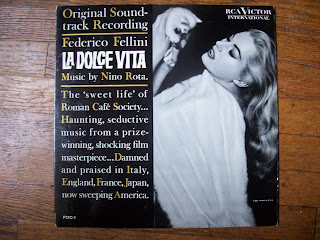 Original Sound-
track Recording
Federico Fellini
LA DOLCE VITA
Music by Nino Rota.
The 'sweet life' of
Roman Café Society...
Haunting, seductive
music from a prize-
winning, shocking film
masterpiece...Damned
and praised in Italy,
England, France, Japan,
now sweeping America.
FOC-1
RCA VICTOR
INTERNATIONAL